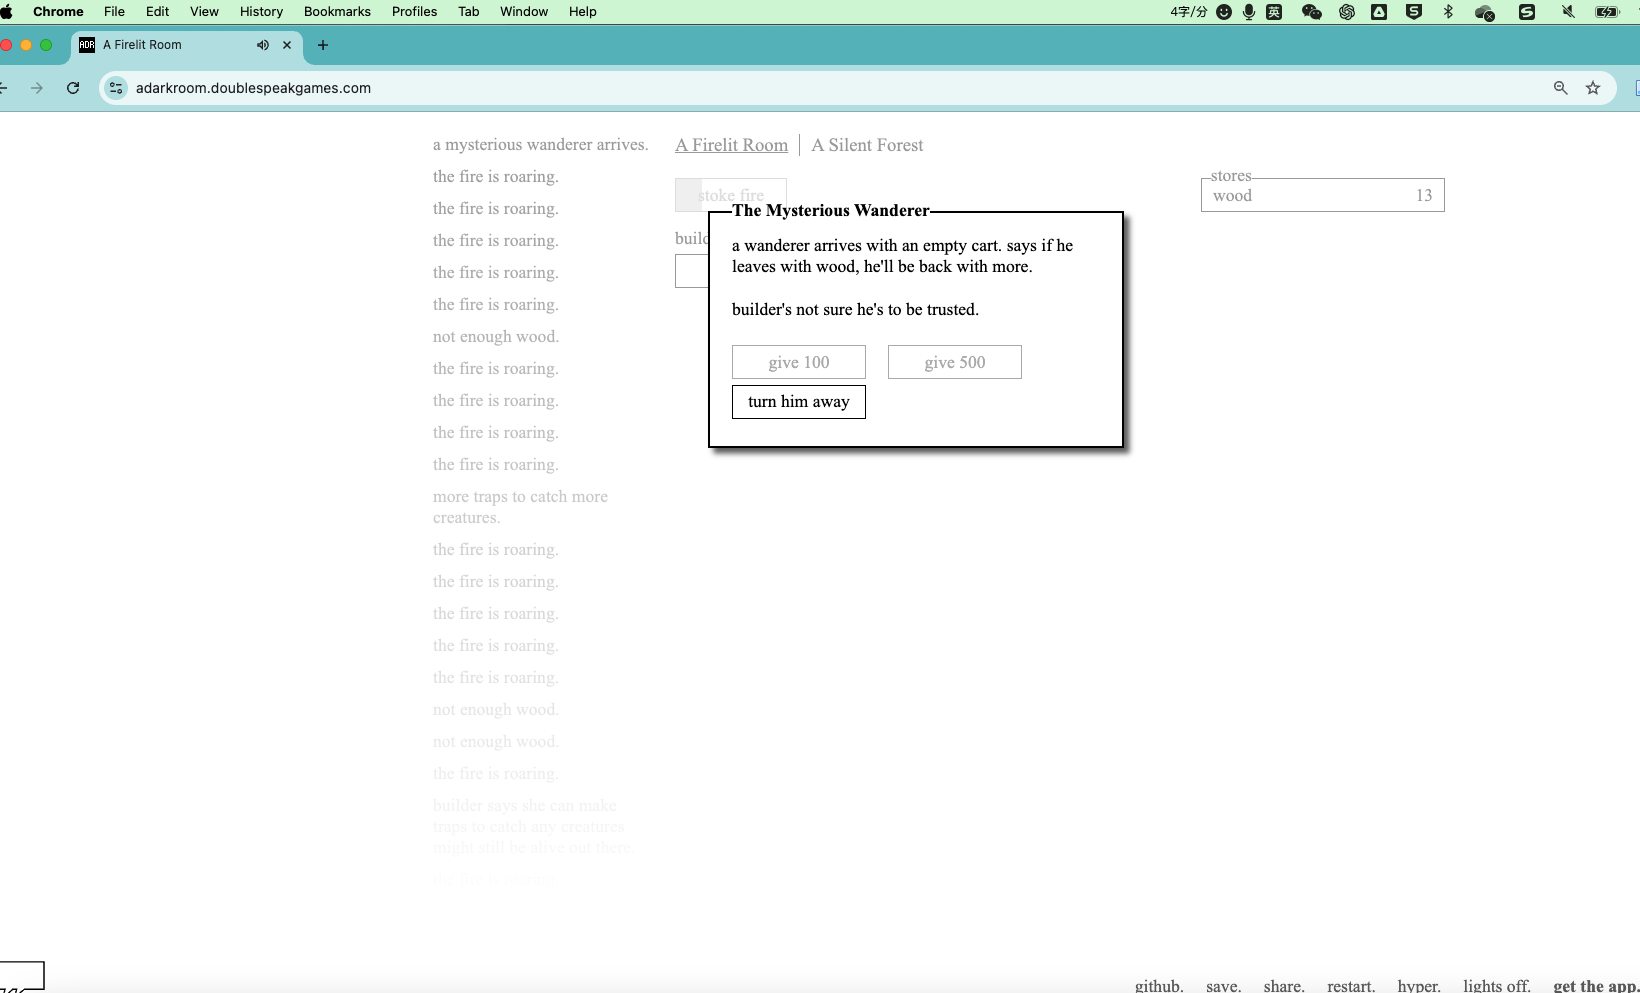 Chrome File Edit View History Bookmarks Profiles Tab Window Help 4字/分 英
ADR A Firelit Room
adarkroom.doublespeakgames.com
a mysterious wanderer arrives.
the fire is roaring.
the fire is roaring.
the fire is roaring.
the fire is roaring.
the fire is roaring.
not enough wood.
the fire is roaring.
the fire is roaring.
the fire is roaring.
the fire is roaring.
more traps to catch more
creatures.
the fire is roaring.
the fire is roaring.
the fire is roaring.
the fire is roaring.
the fire is roaring.
not enough wood.
not enough wood.
the fire is roaring.
builder says she can make
traps to catch any creatures
might still be alive out there.
the fire is roaring.
A Firelit Room A Silent Forest
stoke fire
build
The Mysterious Wanderer
a wanderer arrives with an empty cart. says if he
leaves with wood, he'll be back with more.
builder's not sure he's to be trusted.
give 100 give 500
turn him away
stores
wood 13
github. save. share. restart. hyper. lights off. get the app.